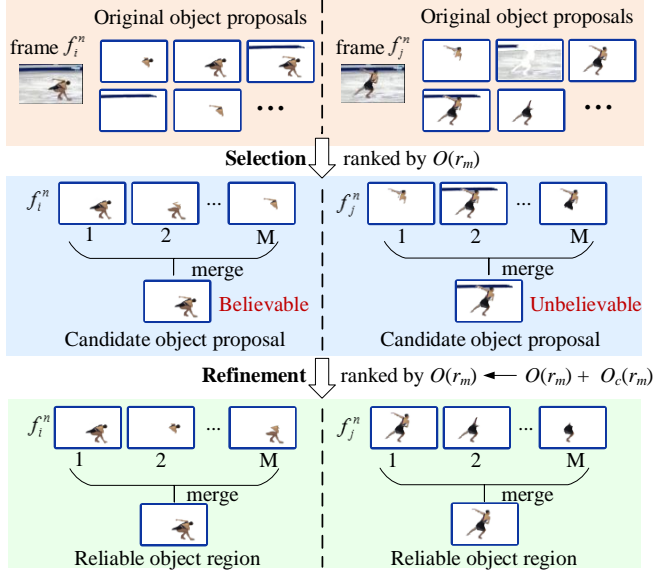 Original object proposals
Original object proposals
frame f_i^n
frame f_j^n
...
...
Selection
ranked by O(r_m)
f_i^n
...
1 2 M
merge
Believable
Candidate object proposal
f_j^n
...
1 2 M
merge
Unbelievable
Candidate object proposal
Refinement
ranked by O(r_m) ← O(r_m) + O_c(r_m)
f_i^n
...
1 2 M
merge
Reliable object region
f_j^n
...
1 2 M
merge
Reliable object region